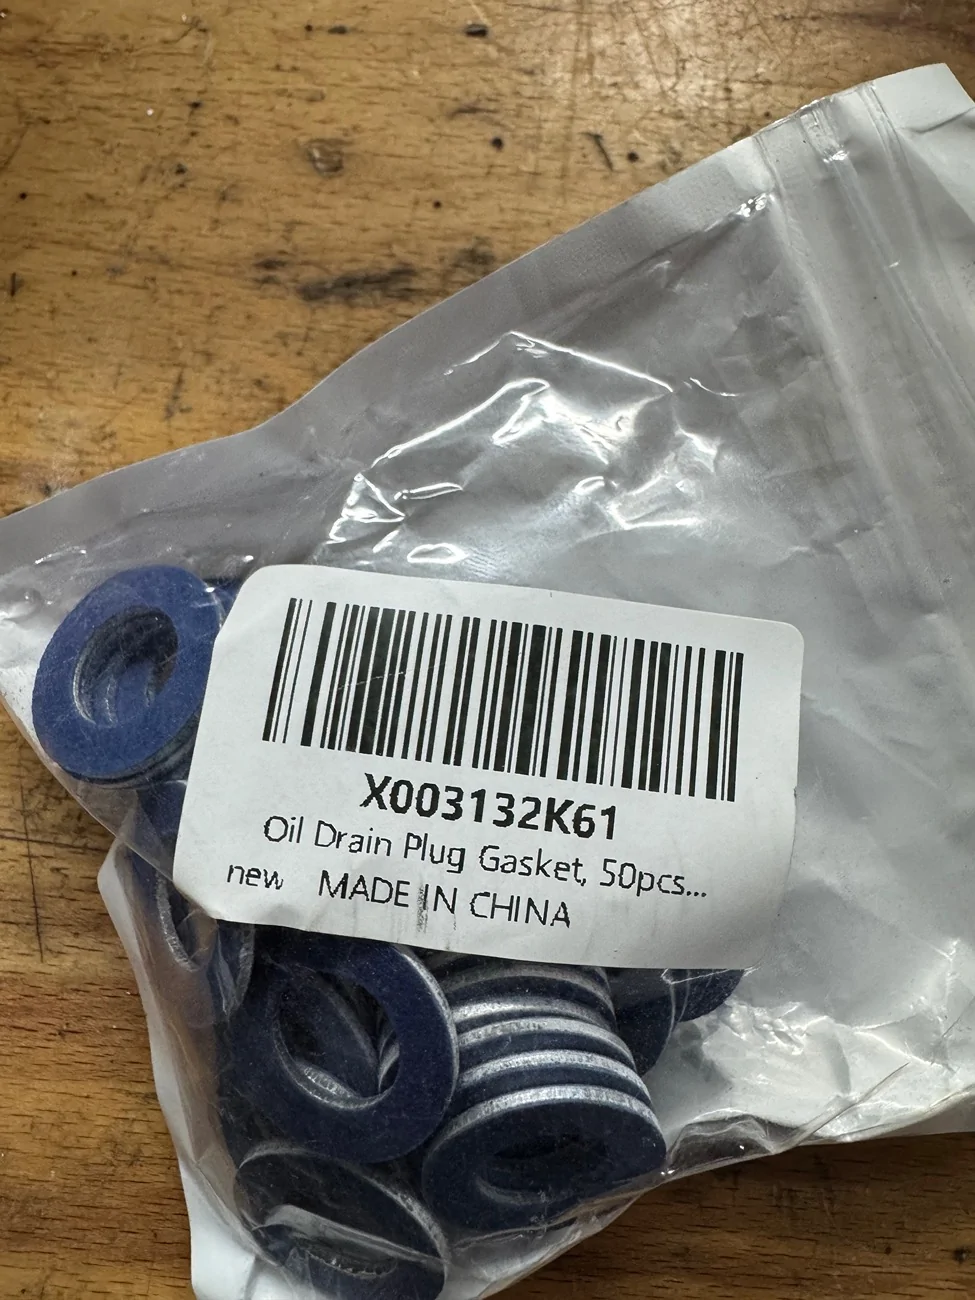 X003132K61
Oil Drain Plug Gasket, 50pcs...
new MADE IN CHINA